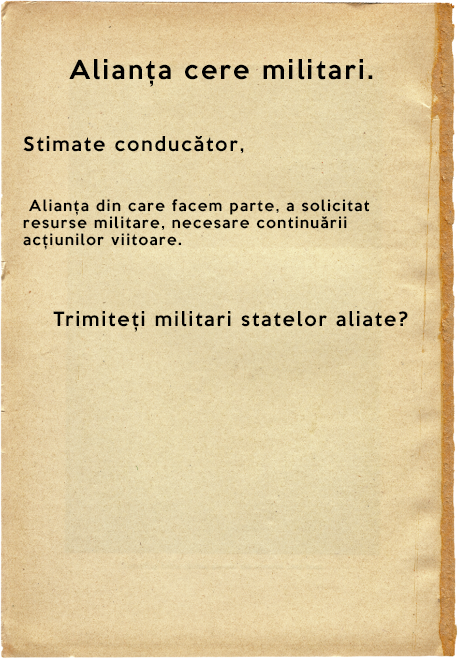 Alianța cere militari.
Stimate conducător,
Alianța din care facem parte, a solicitat
resurse militare, necesare continuării
acțiunilor viitoare.
Trimiteți militari statelor aliate?